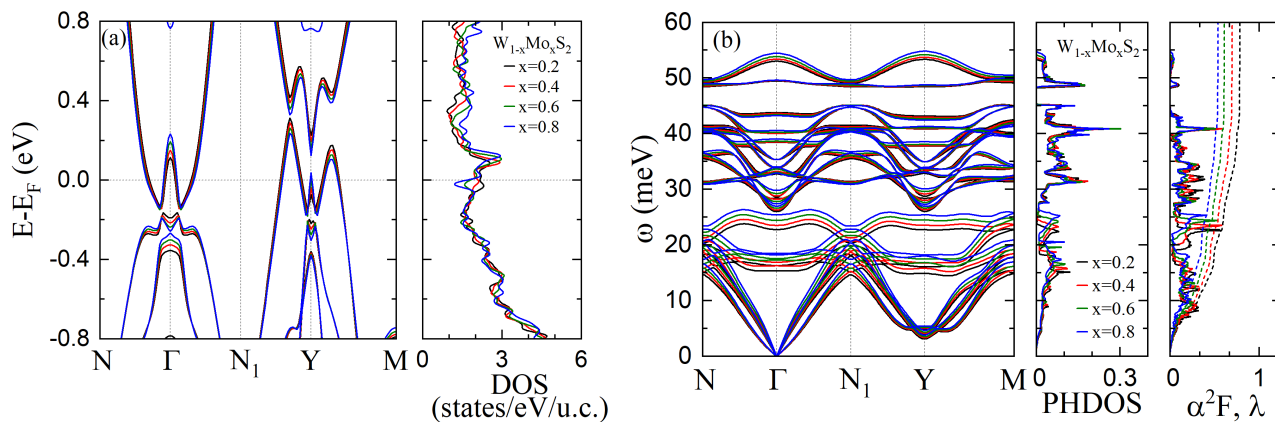 (a)
E-E_F (eV)
0.8
0.4
0.0
-0.4
-0.8
N Γ N₁ Y M
W₁₋ₓMoₓS₂
x=0.2
x=0.4
x=0.6
x=0.8
0 3 6
DOS
(states/eV/u.c.)
(b)
ω (meV)
60
50
40
30
20
10
0
N Γ N₁ Y M
W₁₋ₓMoₓS₂
x=0.2
x=0.4
x=0.6
x=0.8
0 0.3
PHDOS
0 1
α²F, λ